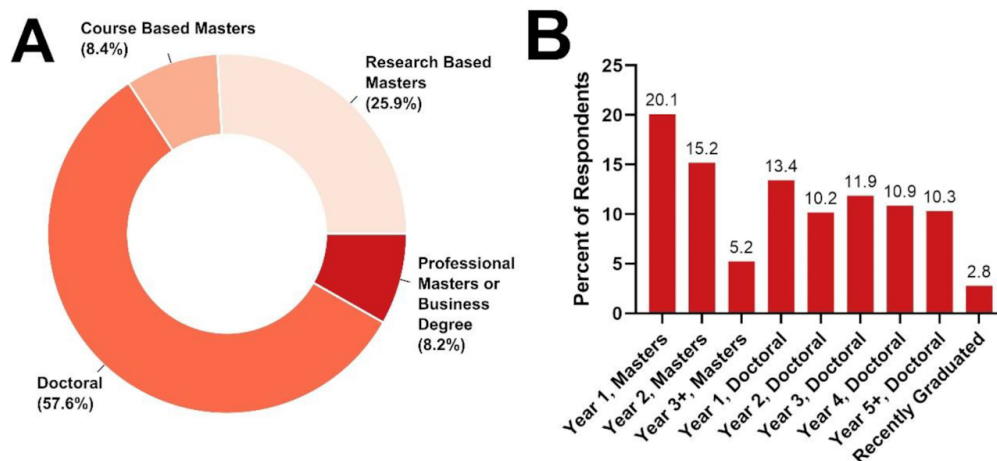 A
Course Based Masters
(8.4%)
Research Based
Masters
(25.9%)
Professional
Masters or
Business
Degree
(8.2%)
Doctoral
(57.6%)
B
Percent of Respondents
25
20
15
10
5
0
20.1
15.2
5.2
13.4
10.2
11.9
10.9
10.3
2.8
Year 1, Masters
Year 2, Masters
Year 3+, Masters
Year 1, Doctoral
Year 2, Doctoral
Year 3, Doctoral
Year 4, Doctoral
Year 5+, Doctoral
Recently Graduated